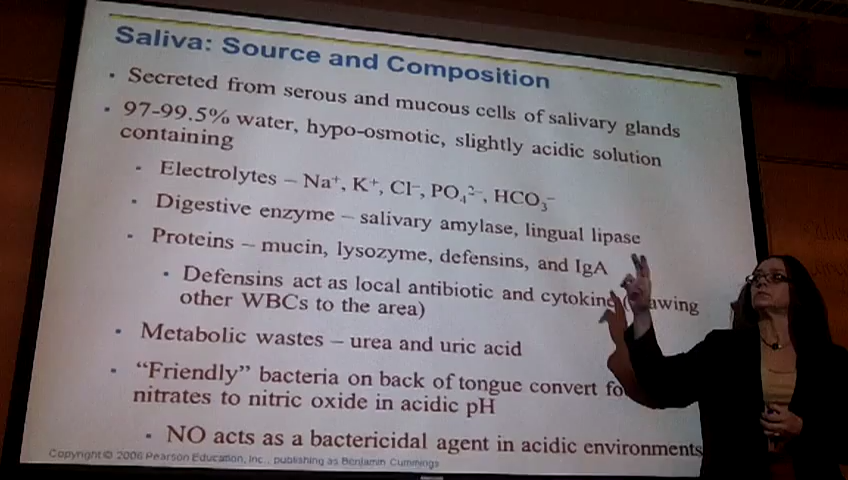 Saliva: Source and Composition
Secreted from serous and mucous cells of salivary glands
97-99.5% water, hypo-osmotic, slightly acidic solution
containing
Electrolytes – Na⁺, K⁺, Cl⁻, PO₄²⁻, HCO₃⁻
Digestive enzyme – salivary amylase, lingual lipase
Proteins – mucin, lysozyme, defensins, and IgA
Defensins act as local antibiotic and cytokine (
other WBCs to the area)
Metabolic wastes – urea and uric acid
"Friendly" bacteria on back of tongue convert
nitrates to nitric oxide in acidic pH
NO acts as a bactericidal agent in acidic environments
Copyright © 2006 Pearson Education, Inc., publishing as Benjamin Cummings